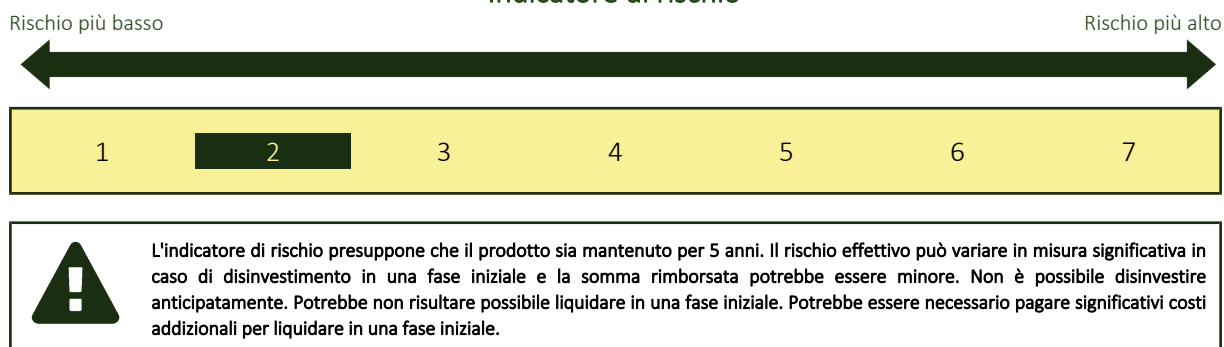 Indicatore di rischio
Rischio più basso Rischio più alto
1 2 3 4 5 6 7
L'indicatore di rischio presuppone che il prodotto sia mantenuto per 5 anni. Il rischio effettivo può variare in misura significativa in
caso di disinvestimento in una fase iniziale e la somma rimborsata potrebbe essere minore. Non è possibile disinvestire
anticipatamente. Potrebbe non risultare possibile liquidare in una fase iniziale. Potrebbe essere necessario pagare significativi costi
addizionali per liquidare in una fase iniziale.